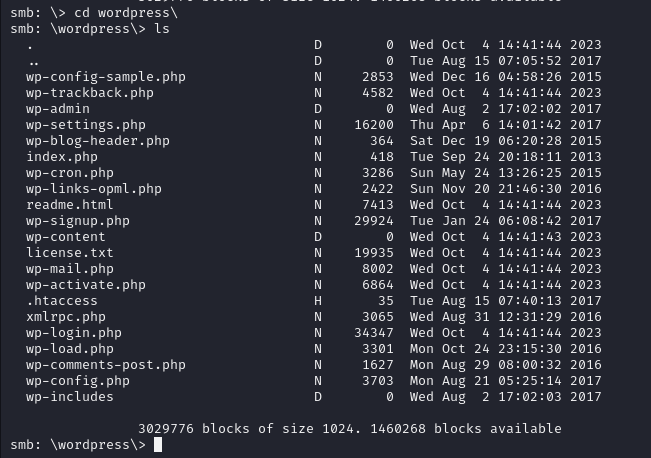 smb: \> cd wordpress\
smb: \wordpress\> ls
. D 0 Wed Oct 4 14:41:44 2023
.. D 0 Tue Aug 15 07:05:52 2017
wp-config-sample.php N 2853 Wed Dec 16 04:58:26 2015
wp-trackback.php N 4582 Wed Oct 4 14:41:44 2023
wp-admin D 0 Wed Aug 2 17:02:02 2017
wp-settings.php N 16200 Thu Apr 6 14:01:42 2017
wp-blog-header.php N 364 Sat Dec 19 06:20:28 2015
index.php N 418 Tue Sep 24 20:18:11 2013
wp-cron.php N 3286 Sun May 24 13:26:25 2015
wp-links-opml.php N 2422 Sun Nov 20 21:46:30 2016
readme.html N 7413 Wed Oct 4 14:41:44 2023
wp-signup.php N 29924 Tue Jan 24 06:08:42 2017
wp-content D 0 Wed Oct 4 14:41:43 2023
license.txt N 19935 Wed Oct 4 14:41:44 2023
wp-mail.php N 8002 Wed Oct 4 14:41:44 2023
wp-activate.php N 6864 Wed Oct 4 14:41:44 2023
.htaccess H 35 Tue Aug 15 07:40:13 2017
xmlrpc.php N 3065 Wed Aug 31 12:31:29 2016
wp-login.php N 34347 Wed Oct 4 14:41:44 2023
wp-load.php N 3301 Mon Oct 24 23:15:30 2016
wp-comments-post.php N 1627 Mon Aug 29 08:00:32 2016
wp-config.php N 3703 Mon Aug 21 05:25:14 2017
wp-includes D 0 Wed Aug 2 17:02:03 2017
3029776 blocks of size 1024. 1460268 blocks available
smb: \wordpress\>